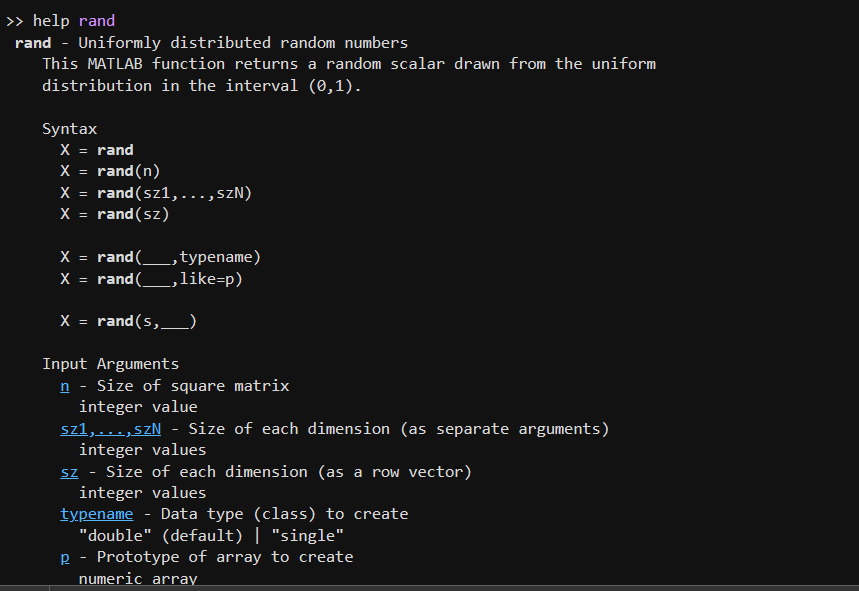 >> help rand
rand - Uniformly distributed random numbers
This MATLAB function returns a random scalar drawn from the uniform
distribution in the interval (0,1).
Syntax
X = rand
X = rand(n)
X = rand(sz1,...,szN)
X = rand(sz)
X = rand(___,typename)
X = rand(___,like=p)
X = rand(s,___)
Input Arguments
n - Size of square matrix
integer value
sz1,...,szN - Size of each dimension (as separate arguments)
integer values
sz - Size of each dimension (as a row vector)
integer values
typename - Data type (class) to create
"double" (default) | "single"
p - Prototype of array to create
numeric array